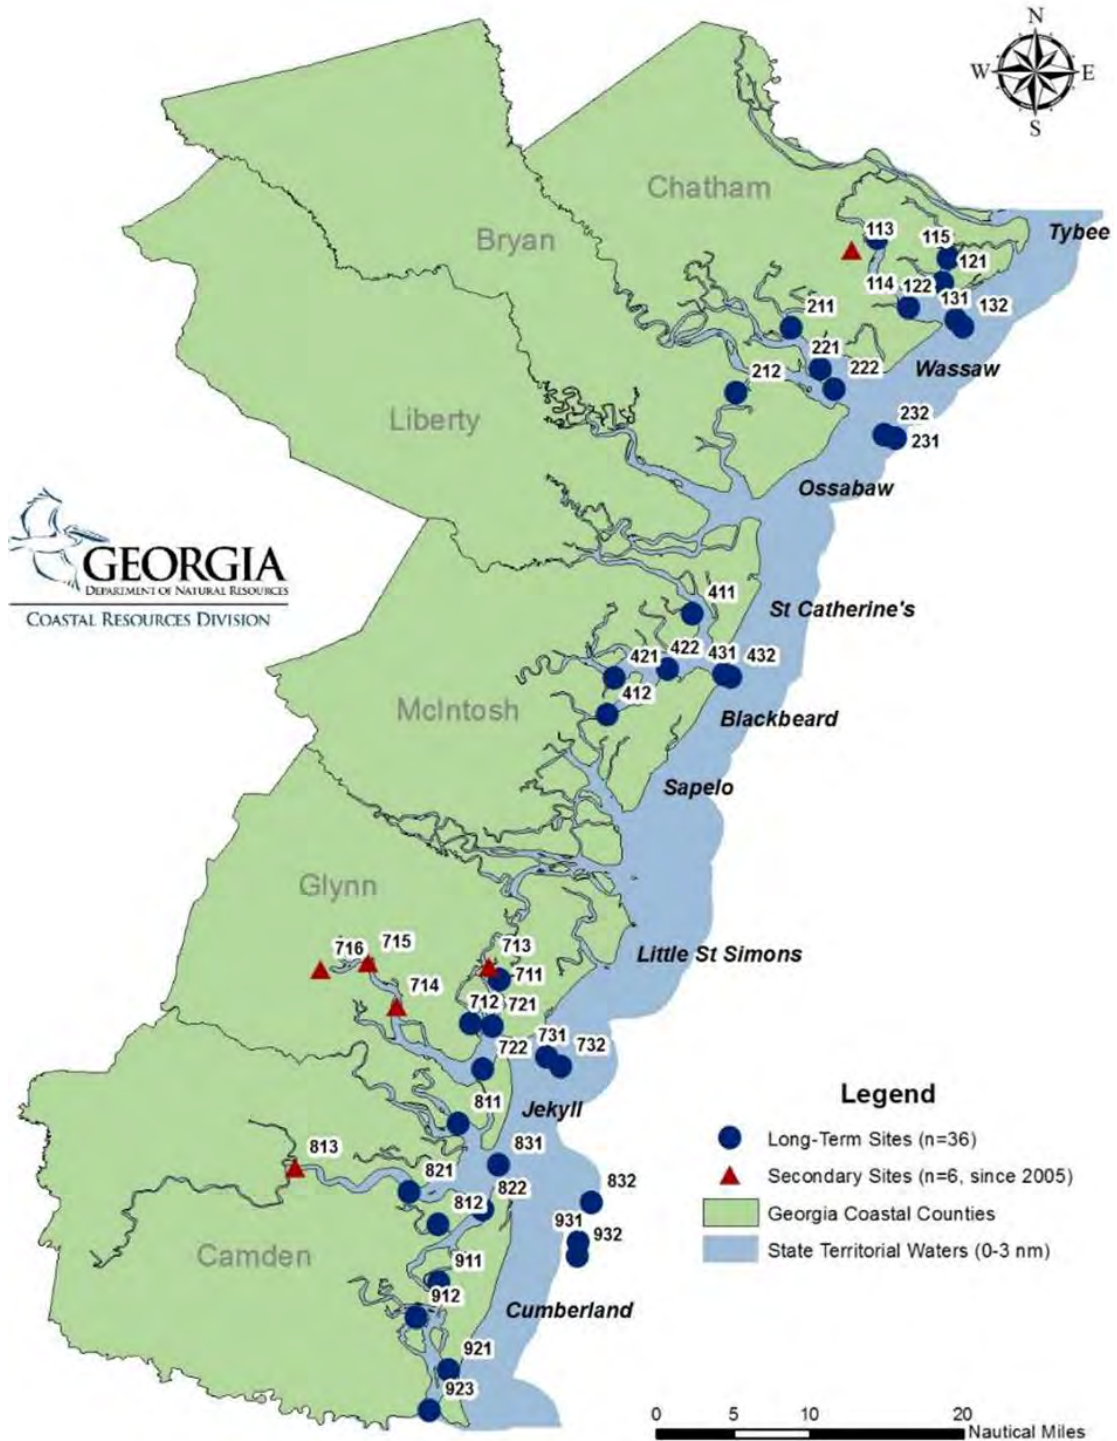 N
W E
S
Chatham
Bryan
Tybee
113
115
121
114
122
131
132
211
221
222
212
Wassaw
Liberty
232
231
Ossabaw
GEORGIA
DEPARTMENT OF NATURAL RESOURCES
COASTAL RESOURCES DIVISION
411
St Catherine's
421
422
431
432
412
McIntosh
Blackbeard
Sapelo
Glynn
716
715
713
711
714
Little St Simons
712
721
722
731
732
811
Jekyll
813
831
821
822
832
812
931
932
Camden
911
912
Cumberland
921
923
Legend
Long-Term Sites (n=36)
Secondary Sites (n=6, since 2005)
Georgia Coastal Counties
State Territorial Waters (0-3 nm)
0 5 10 20
Nautical Miles